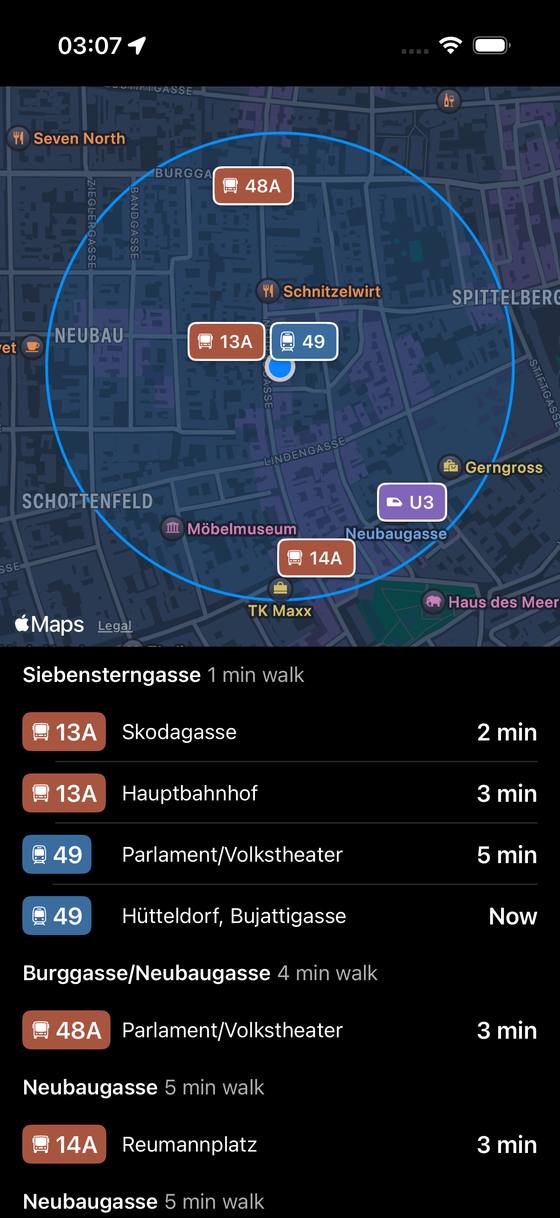 03:07
Seven North
BURGGA
48A
ZIEGLERGASSE
BANDGASSE
Schnitzelwirt
SPITTELBERG
NEUBAU
13A
49
vet
STIFTGASSE
LINDENGASSE
Gerngross
SCHOTTENFELD
U3
Möbelmuseum
Neubaugasse
14A
TK Maxx
Haus des Meer
Maps
Legal
Siebensterngasse 1 min walk
13A Skodagasse 2 min
13A Hauptbahnhof 3 min
49 Parlament/Volkstheater 5 min
49 Hütteldorf, Bujattigasse Now
Burggasse/Neubaugasse 4 min walk
48A Parlament/Volkstheater 3 min
Neubaugasse 5 min walk
14A Reumannplatz 3 min
Neubaugasse 5 min walk